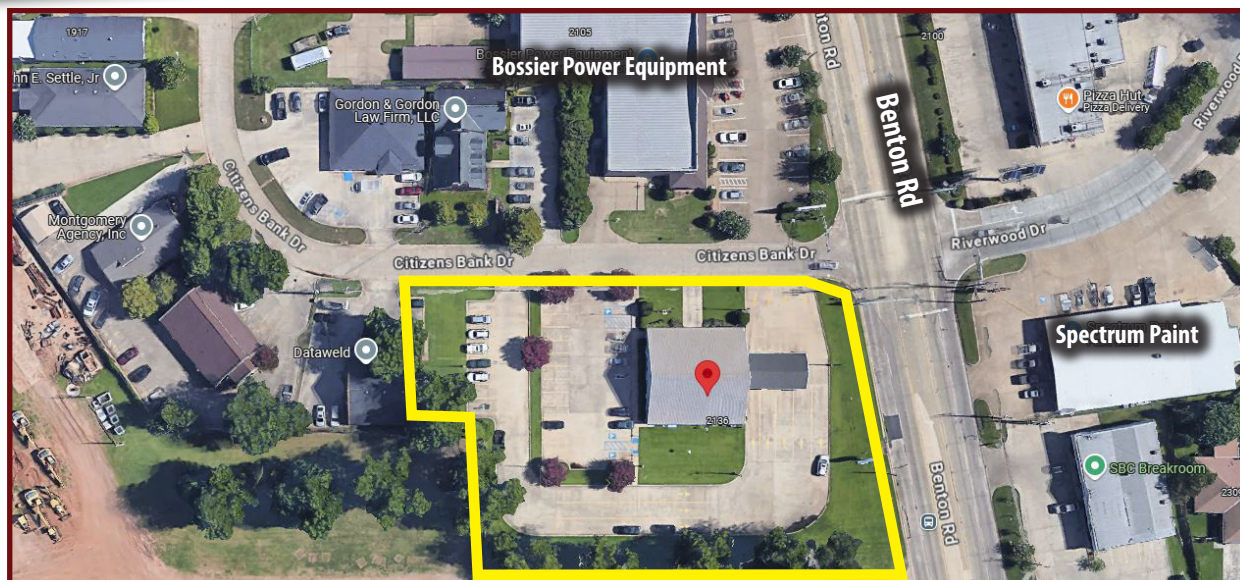 1917
2105
Benton Rd
2100
Bossier Power Equipment
Bossier Power Equipment
hn E. Settle, Jr
Gordon & Gordon
Law Firm, LLC
Benton Rd
Pizza Hut
Pizza Delivery
Riverwood
Citizens Bank Dr
Montgomery
Agency, Inc
Citizens Bank Dr
Citizens Bank Dr
Riverwood Dr
Dataweld
Spectrum Paint
2136
SBC Breakroom
Benton Rd